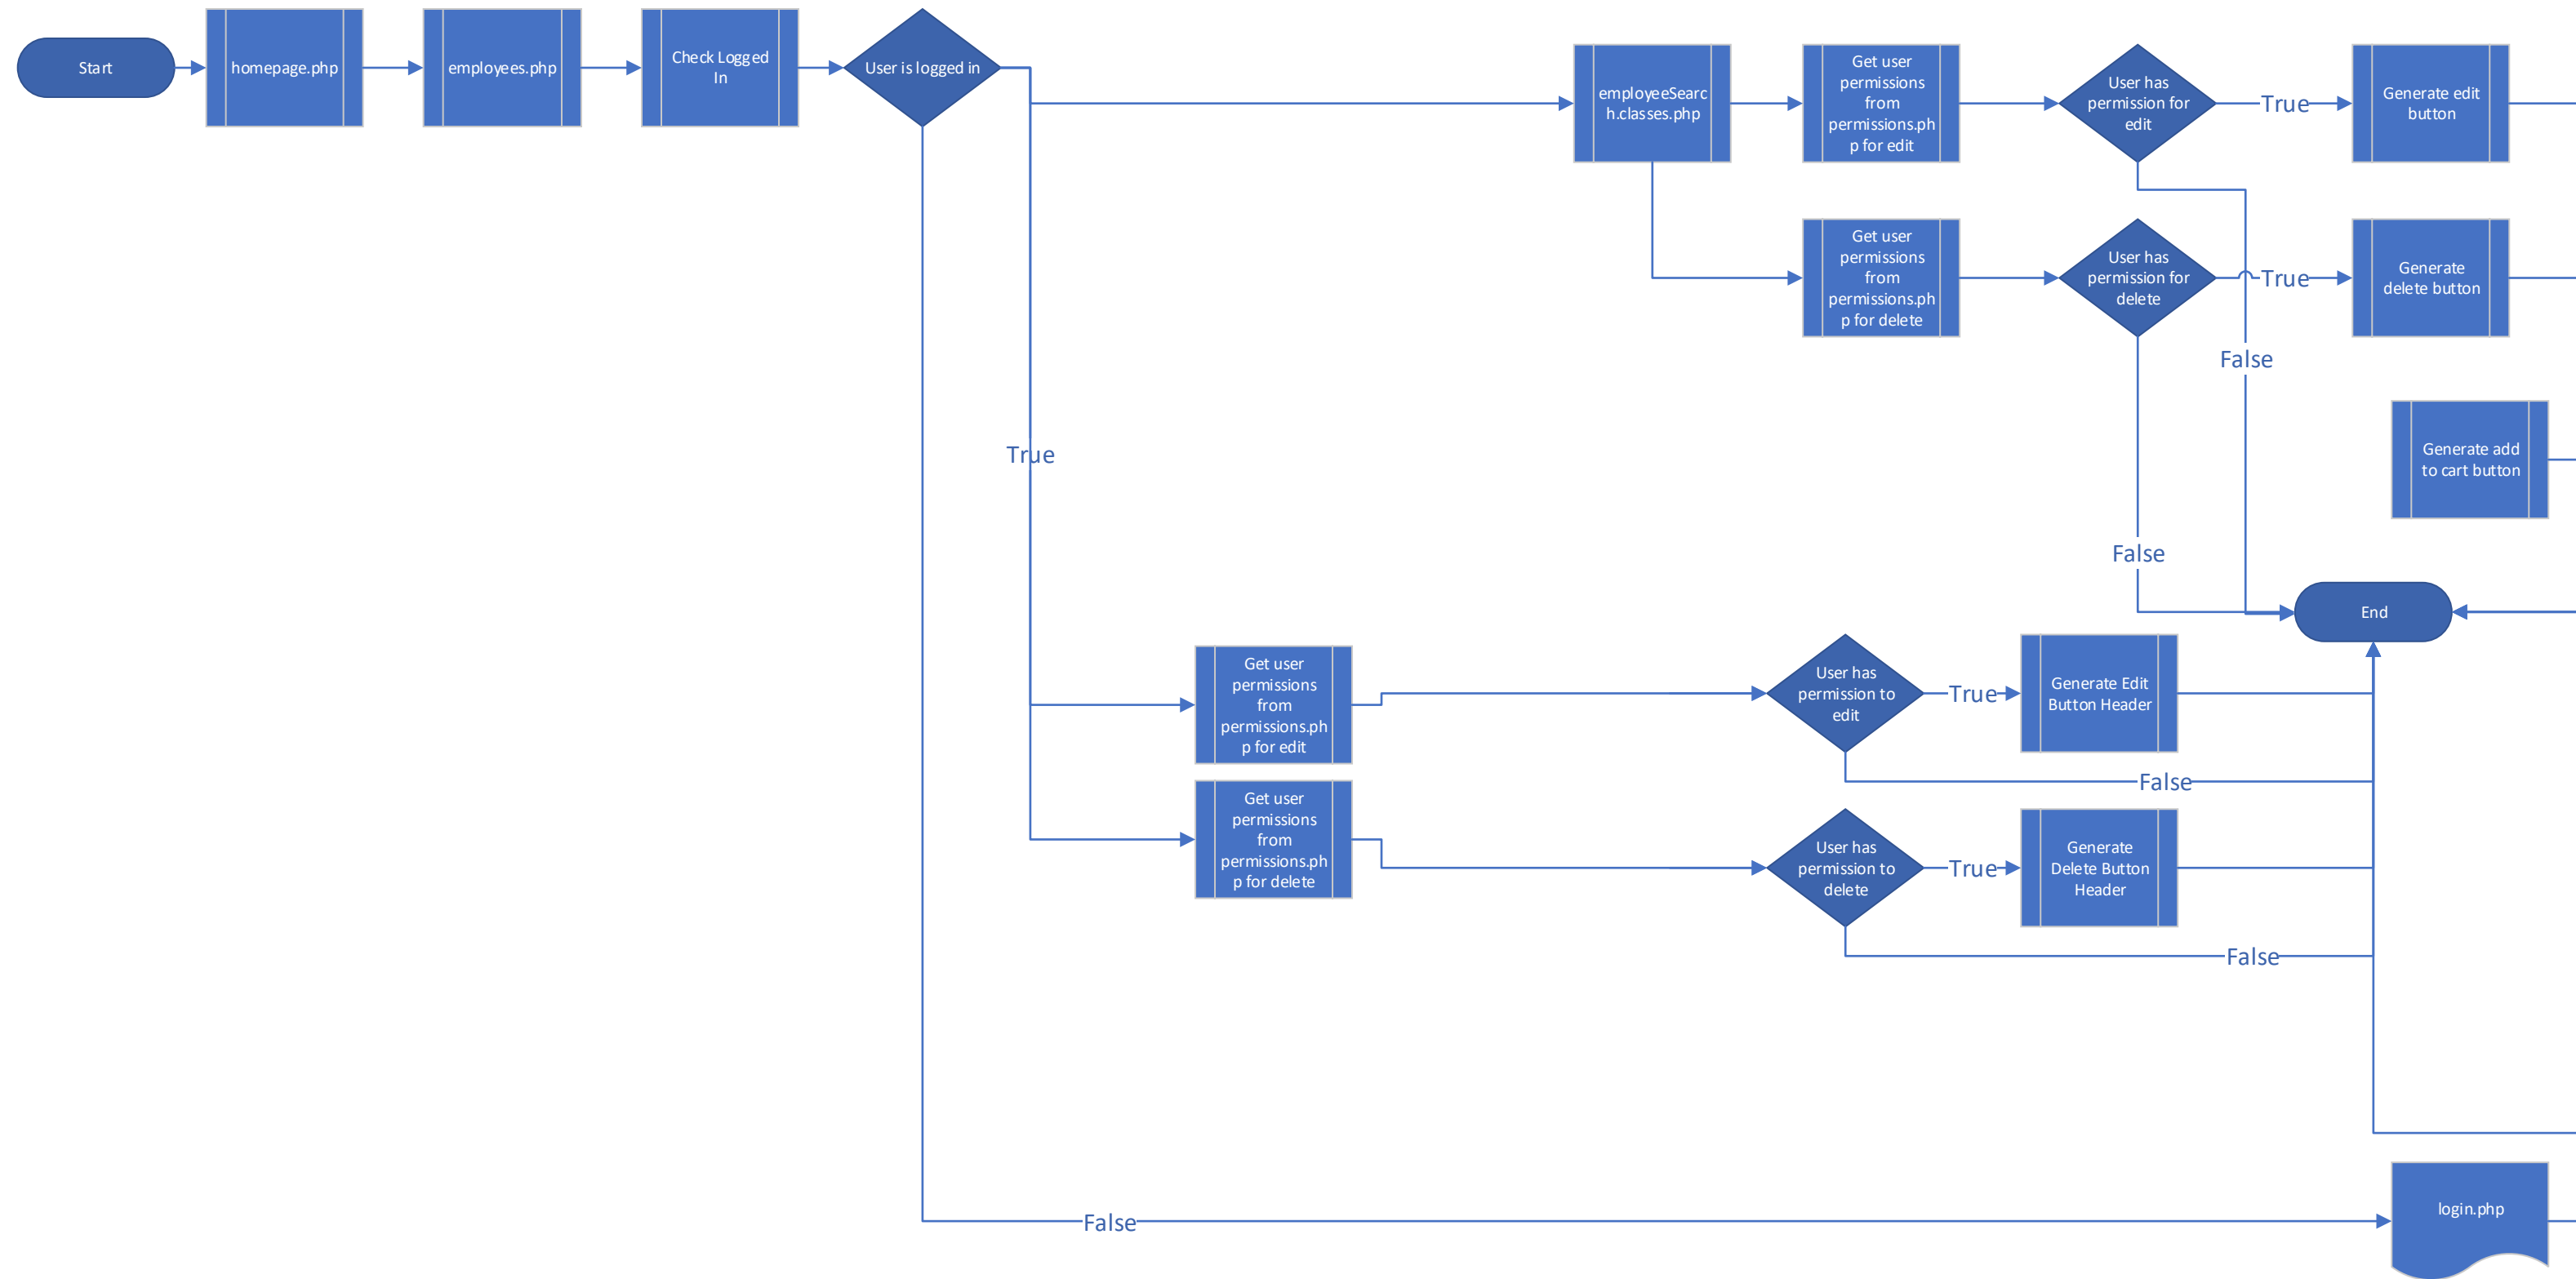 Start
homepage.php
employees.php
Check Logged
In
User is logged in
employeeSearc
h.classes.php
Get user
permissions
from
permissions.ph
p for edit
User has
permission for
edit
True
Generate edit
button
Get user
permissions
from
permissions.ph
p for delete
User has
permission for
delete
True
Generate
delete button
False
True
Generate add
to cart button
False
End
Get user
permissions
from
permissions.ph
p for edit
User has
permission to
edit
True
Generate Edit
Button Header
False
Get user
permissions
from
permissions.ph
p for delete
User has
permission to
delete
True
Generate
Delete Button
Header
False
False
login.php